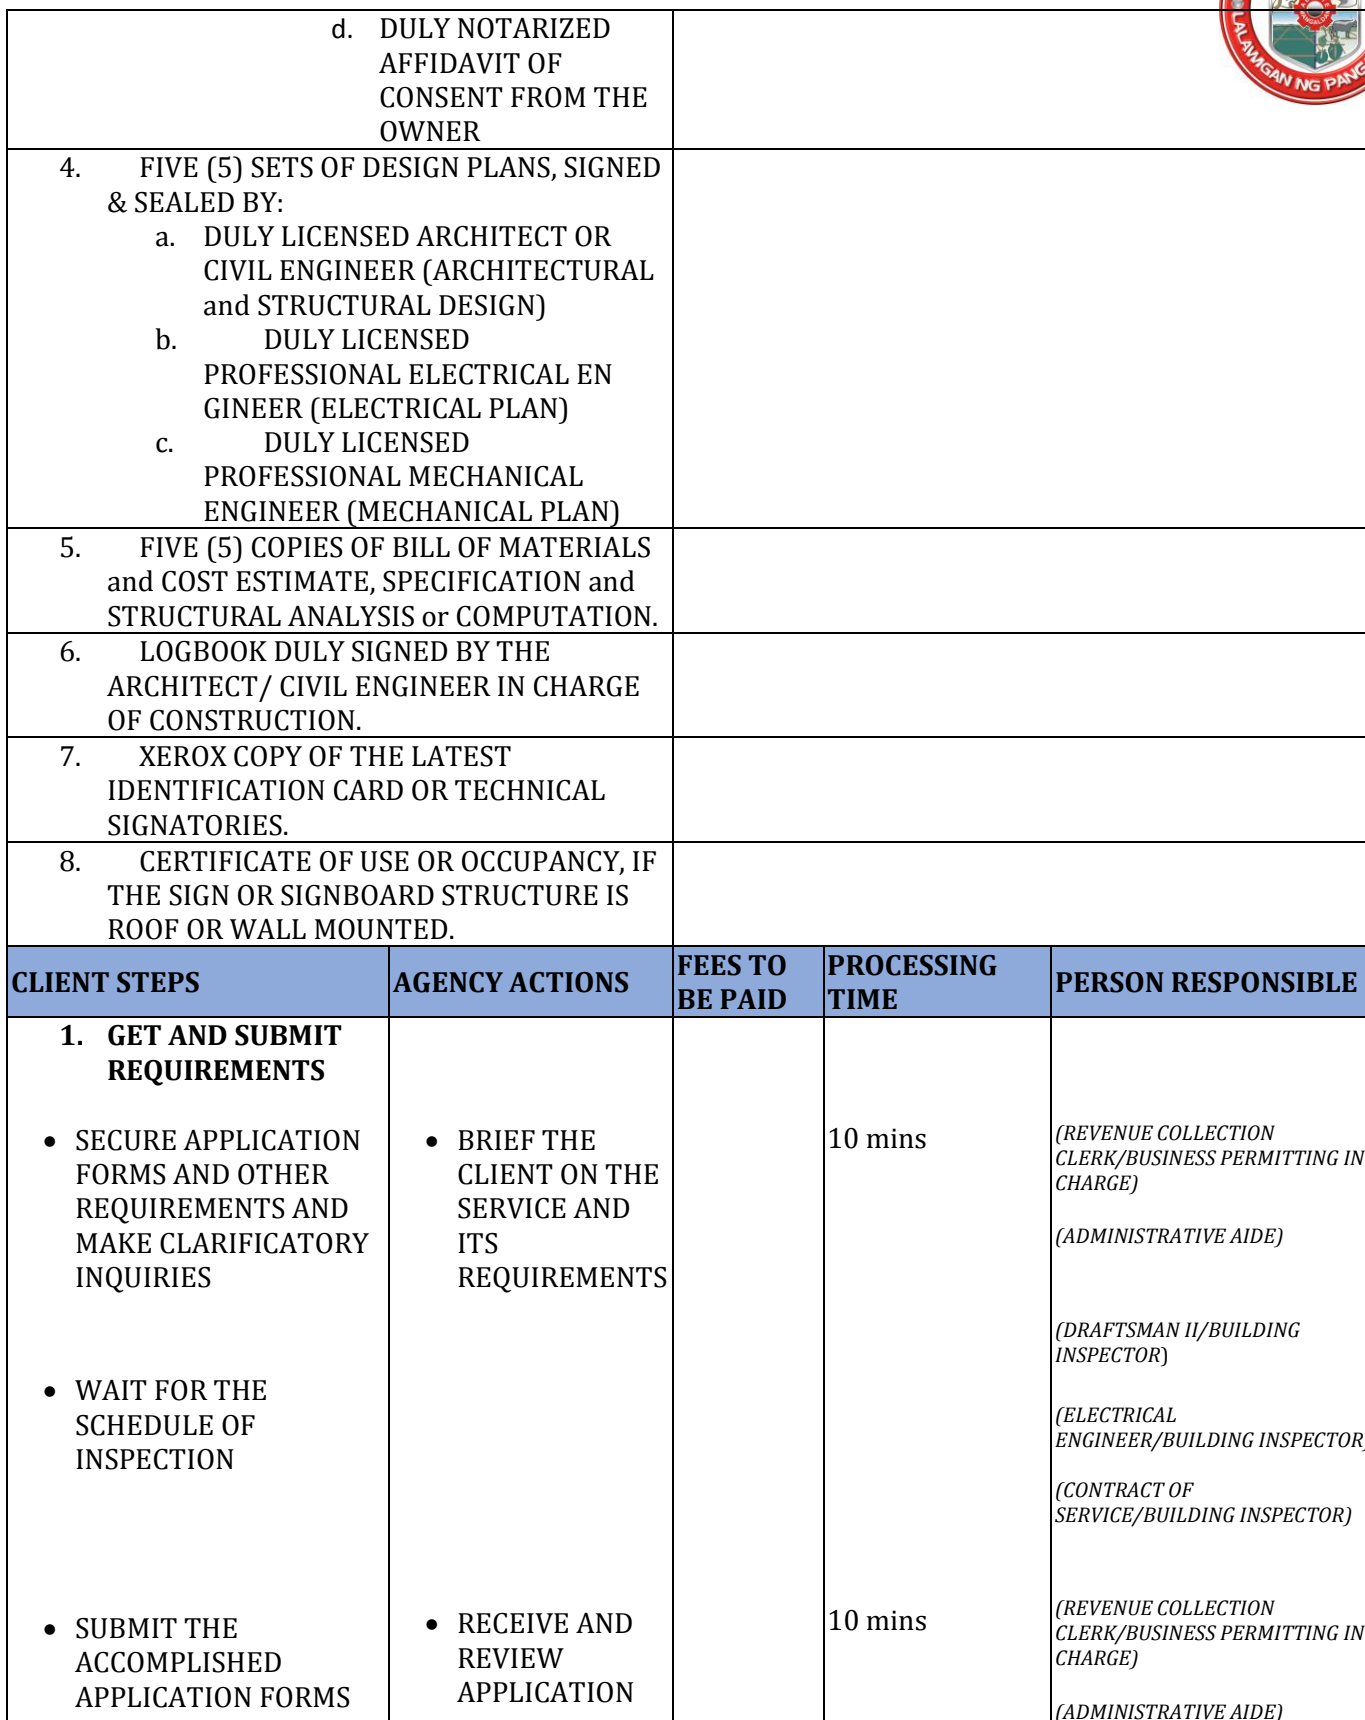 d. DULY NOTARIZED
AFFIDAVIT OF
CONSENT FROM THE
OWNER
4. FIVE (5) SETS OF DESIGN PLANS, SIGNED
& SEALED BY:
a. DULY LICENSED ARCHITECT OR
CIVIL ENGINEER (ARCHITECTURAL
and STRUCTURAL DESIGN)
b. DULY LICENSED
PROFESSIONAL ELECTRICAL EN
GINEER (ELECTRICAL PLAN)
c. DULY LICENSED
PROFESSIONAL MECHANICAL
ENGINEER (MECHANICAL PLAN)
5. FIVE (5) COPIES OF BILL OF MATERIALS
and COST ESTIMATE, SPECIFICATION and
STRUCTURAL ANALYSIS or COMPUTATION.
6. LOGBOOK DULY SIGNED BY THE
ARCHITECT/ CIVIL ENGINEER IN CHARGE
OF CONSTRUCTION.
7. XEROX COPY OF THE LATEST
IDENTIFICATION CARD OR TECHNICAL
SIGNATORIES.
8. CERTIFICATE OF USE OR OCCUPANCY, IF
THE SIGN OR SIGNBOARD STRUCTURE IS
ROOF OR WALL MOUNTED.
CLIENT STEPS
AGENCY ACTIONS
FEES TO
BE PAID
PROCESSING
TIME
PERSON RESPONSIBLE
1. GET AND SUBMIT
REQUIREMENTS
• SECURE APPLICATION
FORMS AND OTHER
REQUIREMENTS AND
MAKE CLARIFICATORY
INQUIRIES
• BRIEF THE
CLIENT ON THE
SERVICE AND
ITS
REQUIREMENTS
10 mins
(REVENUE COLLECTION
CLERK/BUSINESS PERMITTING IN
CHARGE)
(ADMINISTRATIVE AIDE)
(DRAFTSMAN II/BUILDING
INSPECTOR)
• WAIT FOR THE
SCHEDULE OF
INSPECTION
(ELECTRICAL
ENGINEER/BUILDING INSPECTOR)
(CONTRACT OF
SERVICE/BUILDING INSPECTOR)
• SUBMIT THE
ACCOMPLISHED
APPLICATION FORMS
• RECEIVE AND
REVIEW
APPLICATION
10 mins
(REVENUE COLLECTION
CLERK/BUSINESS PERMITTING IN
CHARGE)
(ADMINISTRATIVE AIDE)